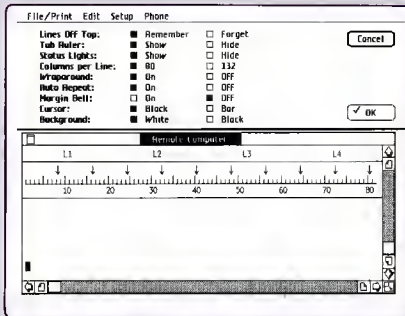 File/Print Edit Setup Phone
Lines Off Top: Remember Forget
Tab Ruler: Show Hide
Status Lights: Show Hide
Columns per Line: 80 132
Wraparound: On Off
Auto Repeat: On Off
Margin Bell: On Off
Cursor: Block Bar
Background: White Black
Cancel
OK
Remote Computer
L1 L2 L3 L4
10 20 30 40 50 60 70 80